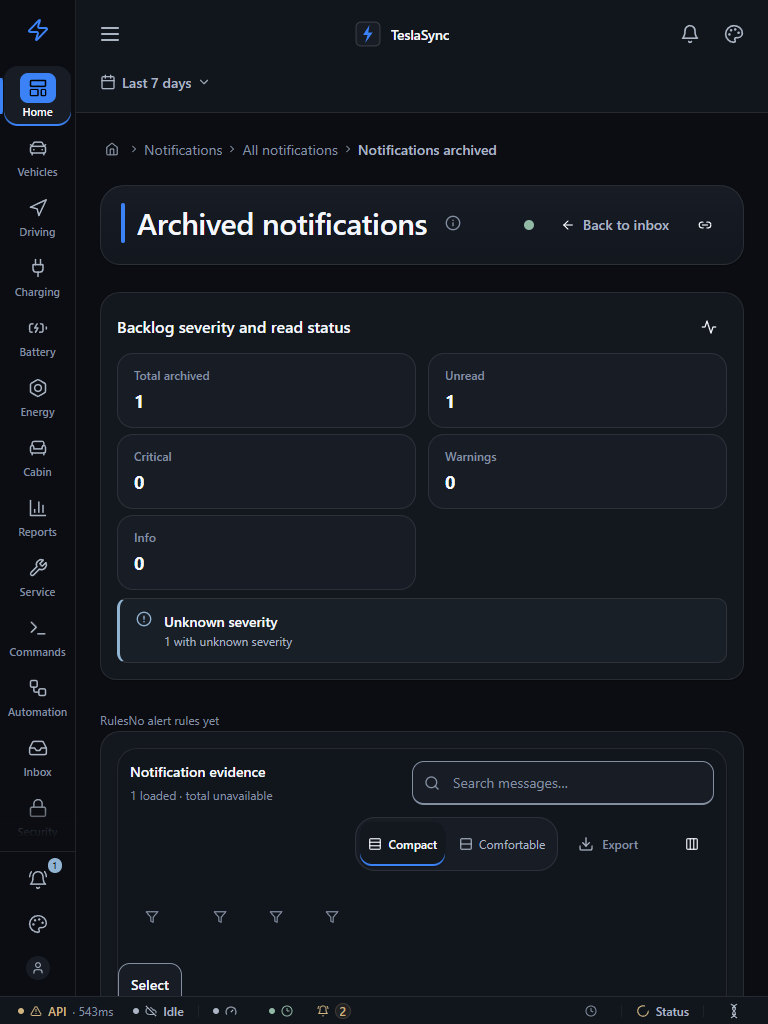 TeslaSync
Last 7 days
Home
Vehicles
Driving
Charging
Battery
Energy
Cabin
Reports
Service
Commands
Automation
Inbox
Security
1
Notifications
All notifications
Notifications archived
Archived notifications
Back to inbox
Backlog severity and read status
Total archived
1
Unread
1
Critical
0
Warnings
0
Info
0
Unknown severity
1 with unknown severity
RulesNo alert rules yet
Notification evidence
1 loaded · total unavailable
Search messages...
Compact
Comfortable
Export
Select
API · 543ms
Idle
2
Status